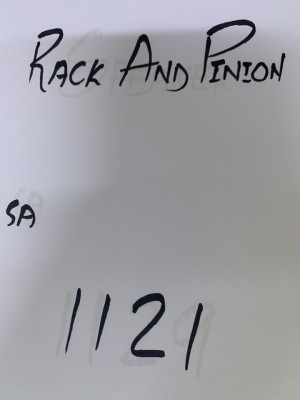 RACK AND PINION
SA
1121